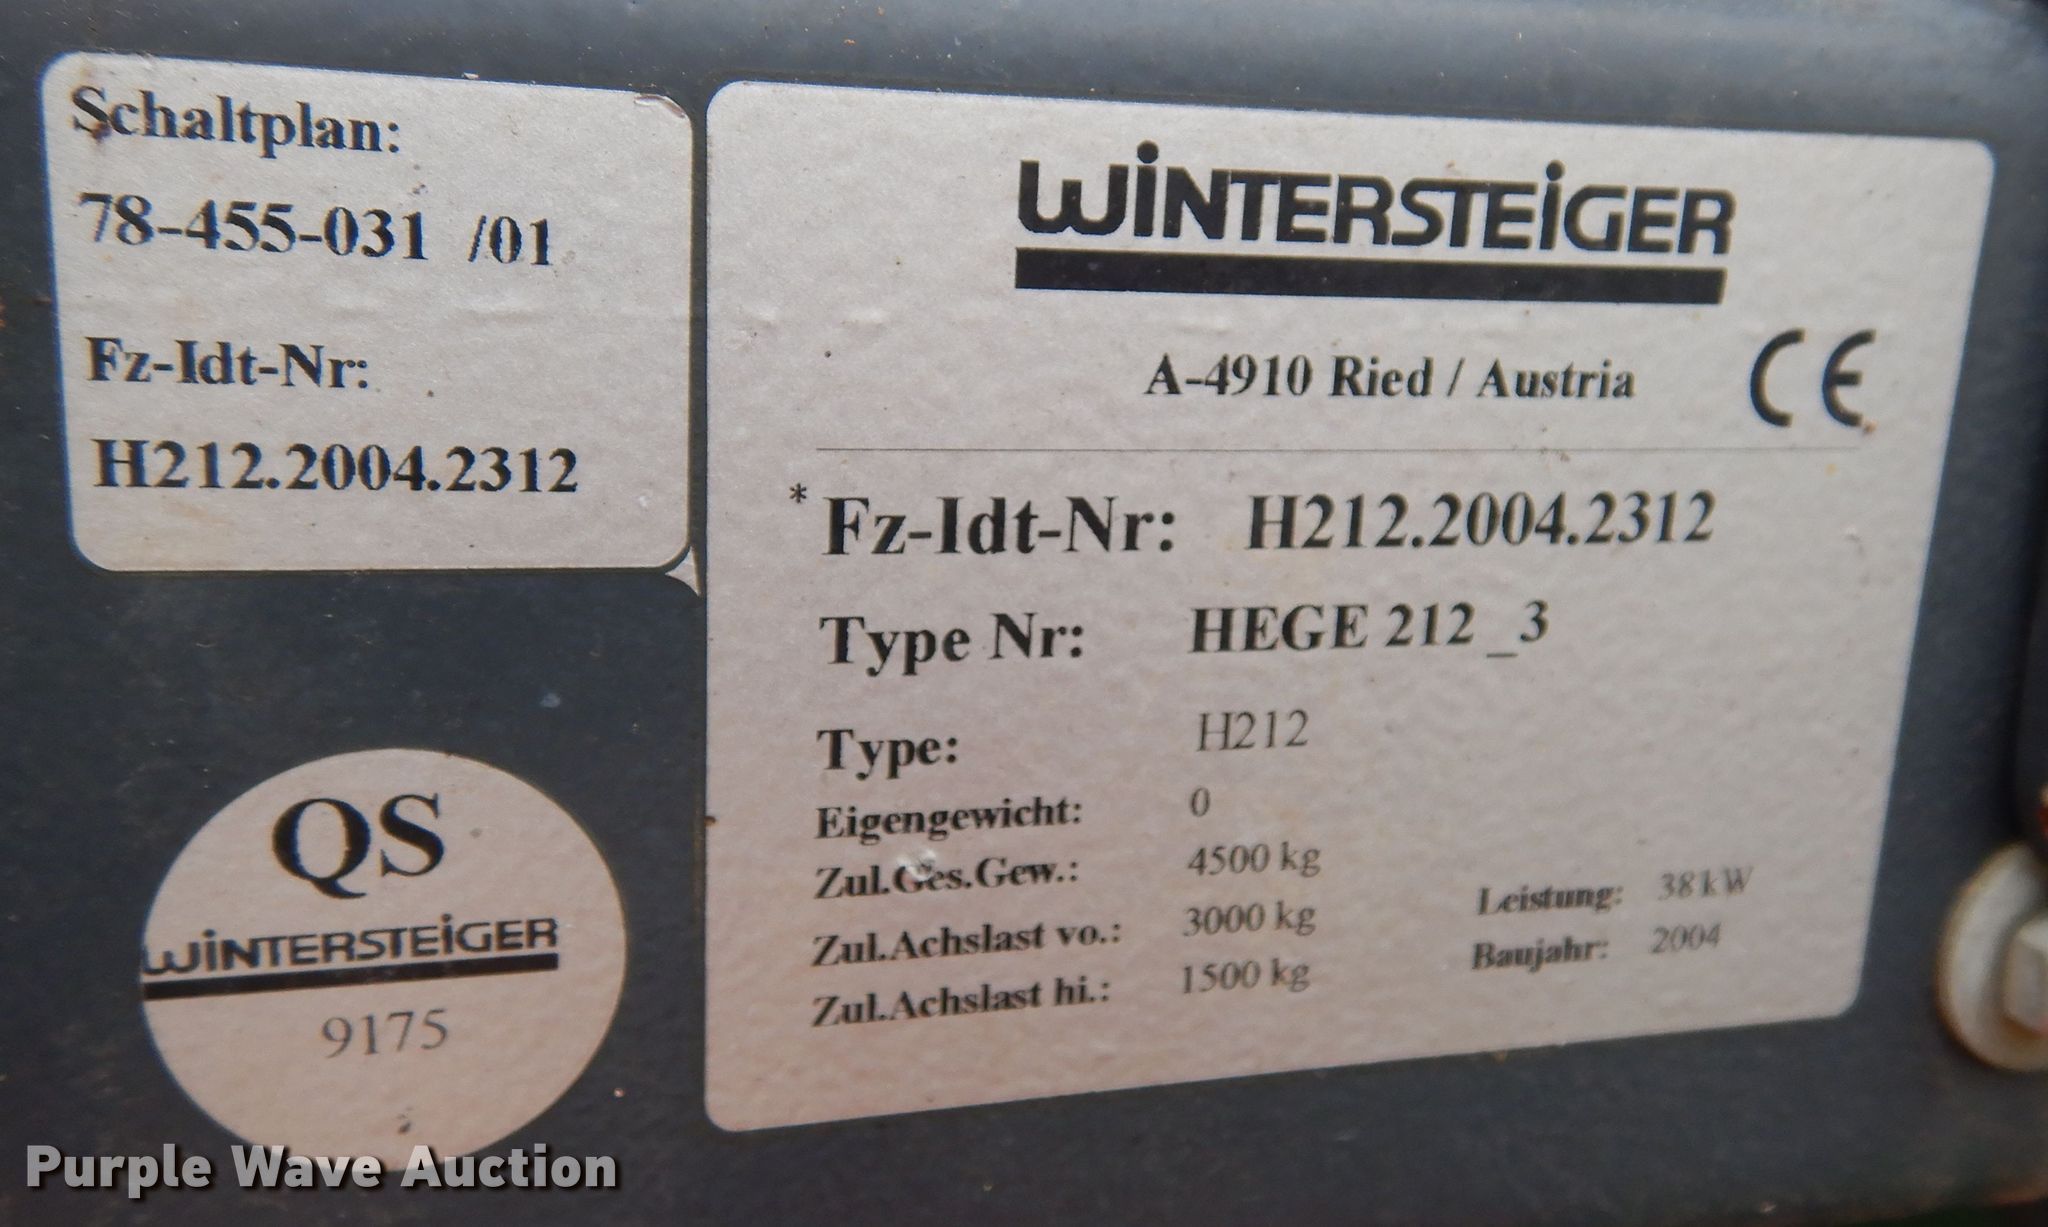 Schaltplan:
78-455-031 /01
Fz-Idt-Nr:
H212.2004.2312
WINTERSTEIGER
A-4910 Ried / Austria CE
* Fz-Idt-Nr: H212.2004.2312
Type Nr: HEGE 212 _3
Type: H212
Eigengewicht: 0
Zul.Ges.Gew.: 4500 kg
Zul.Achslast vo.: 3000 kg Leistung: 38kW
Zul.Achslast hi.: 1500 kg Baujahr: 2004
QS
WINTERSTEIGER
9175
Purple Wave Auction